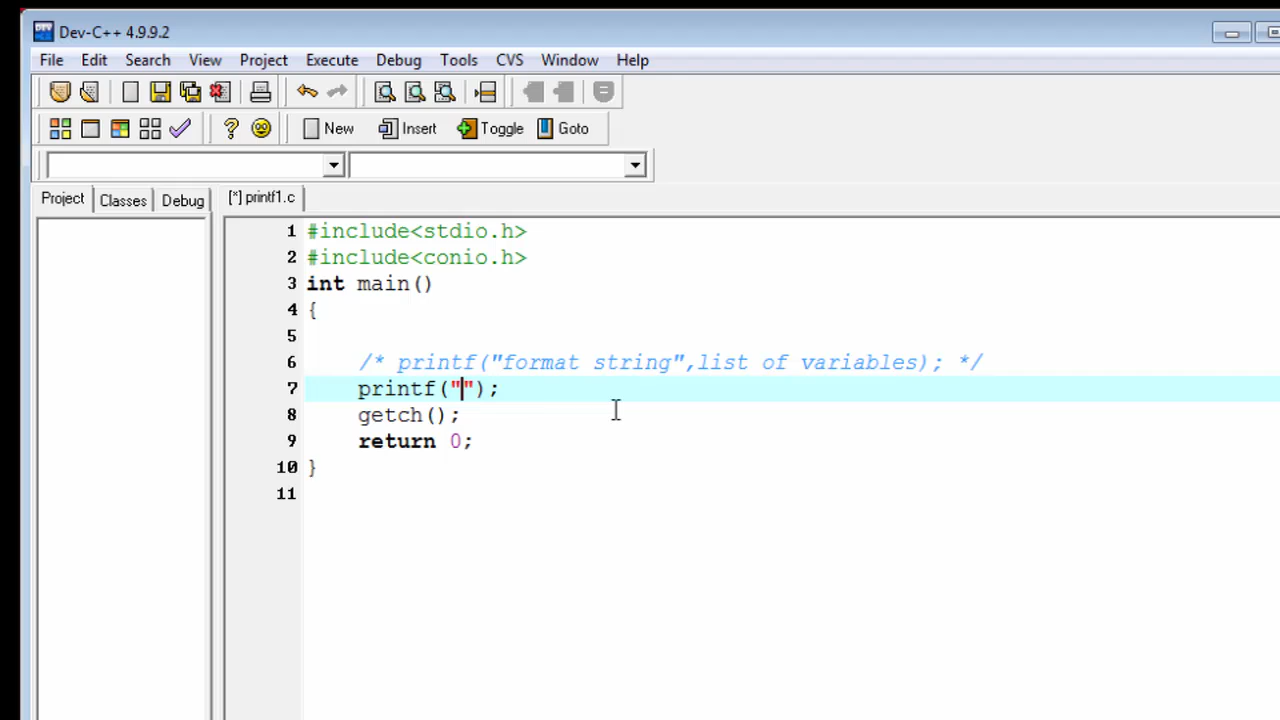 Dev-C++ 4.9.9.2
File Edit Search View Project Execute Debug Tools CVS Window Help
New Insert Toggle Goto
Project Classes Debug [*] printf1.c
1 #include<stdio.h>
2 #include<conio.h>
3 int main()
4 {
5
6 /* printf("format string",list of variables); */
7 printf("");
8 getch();
9 return 0;
10 }
11